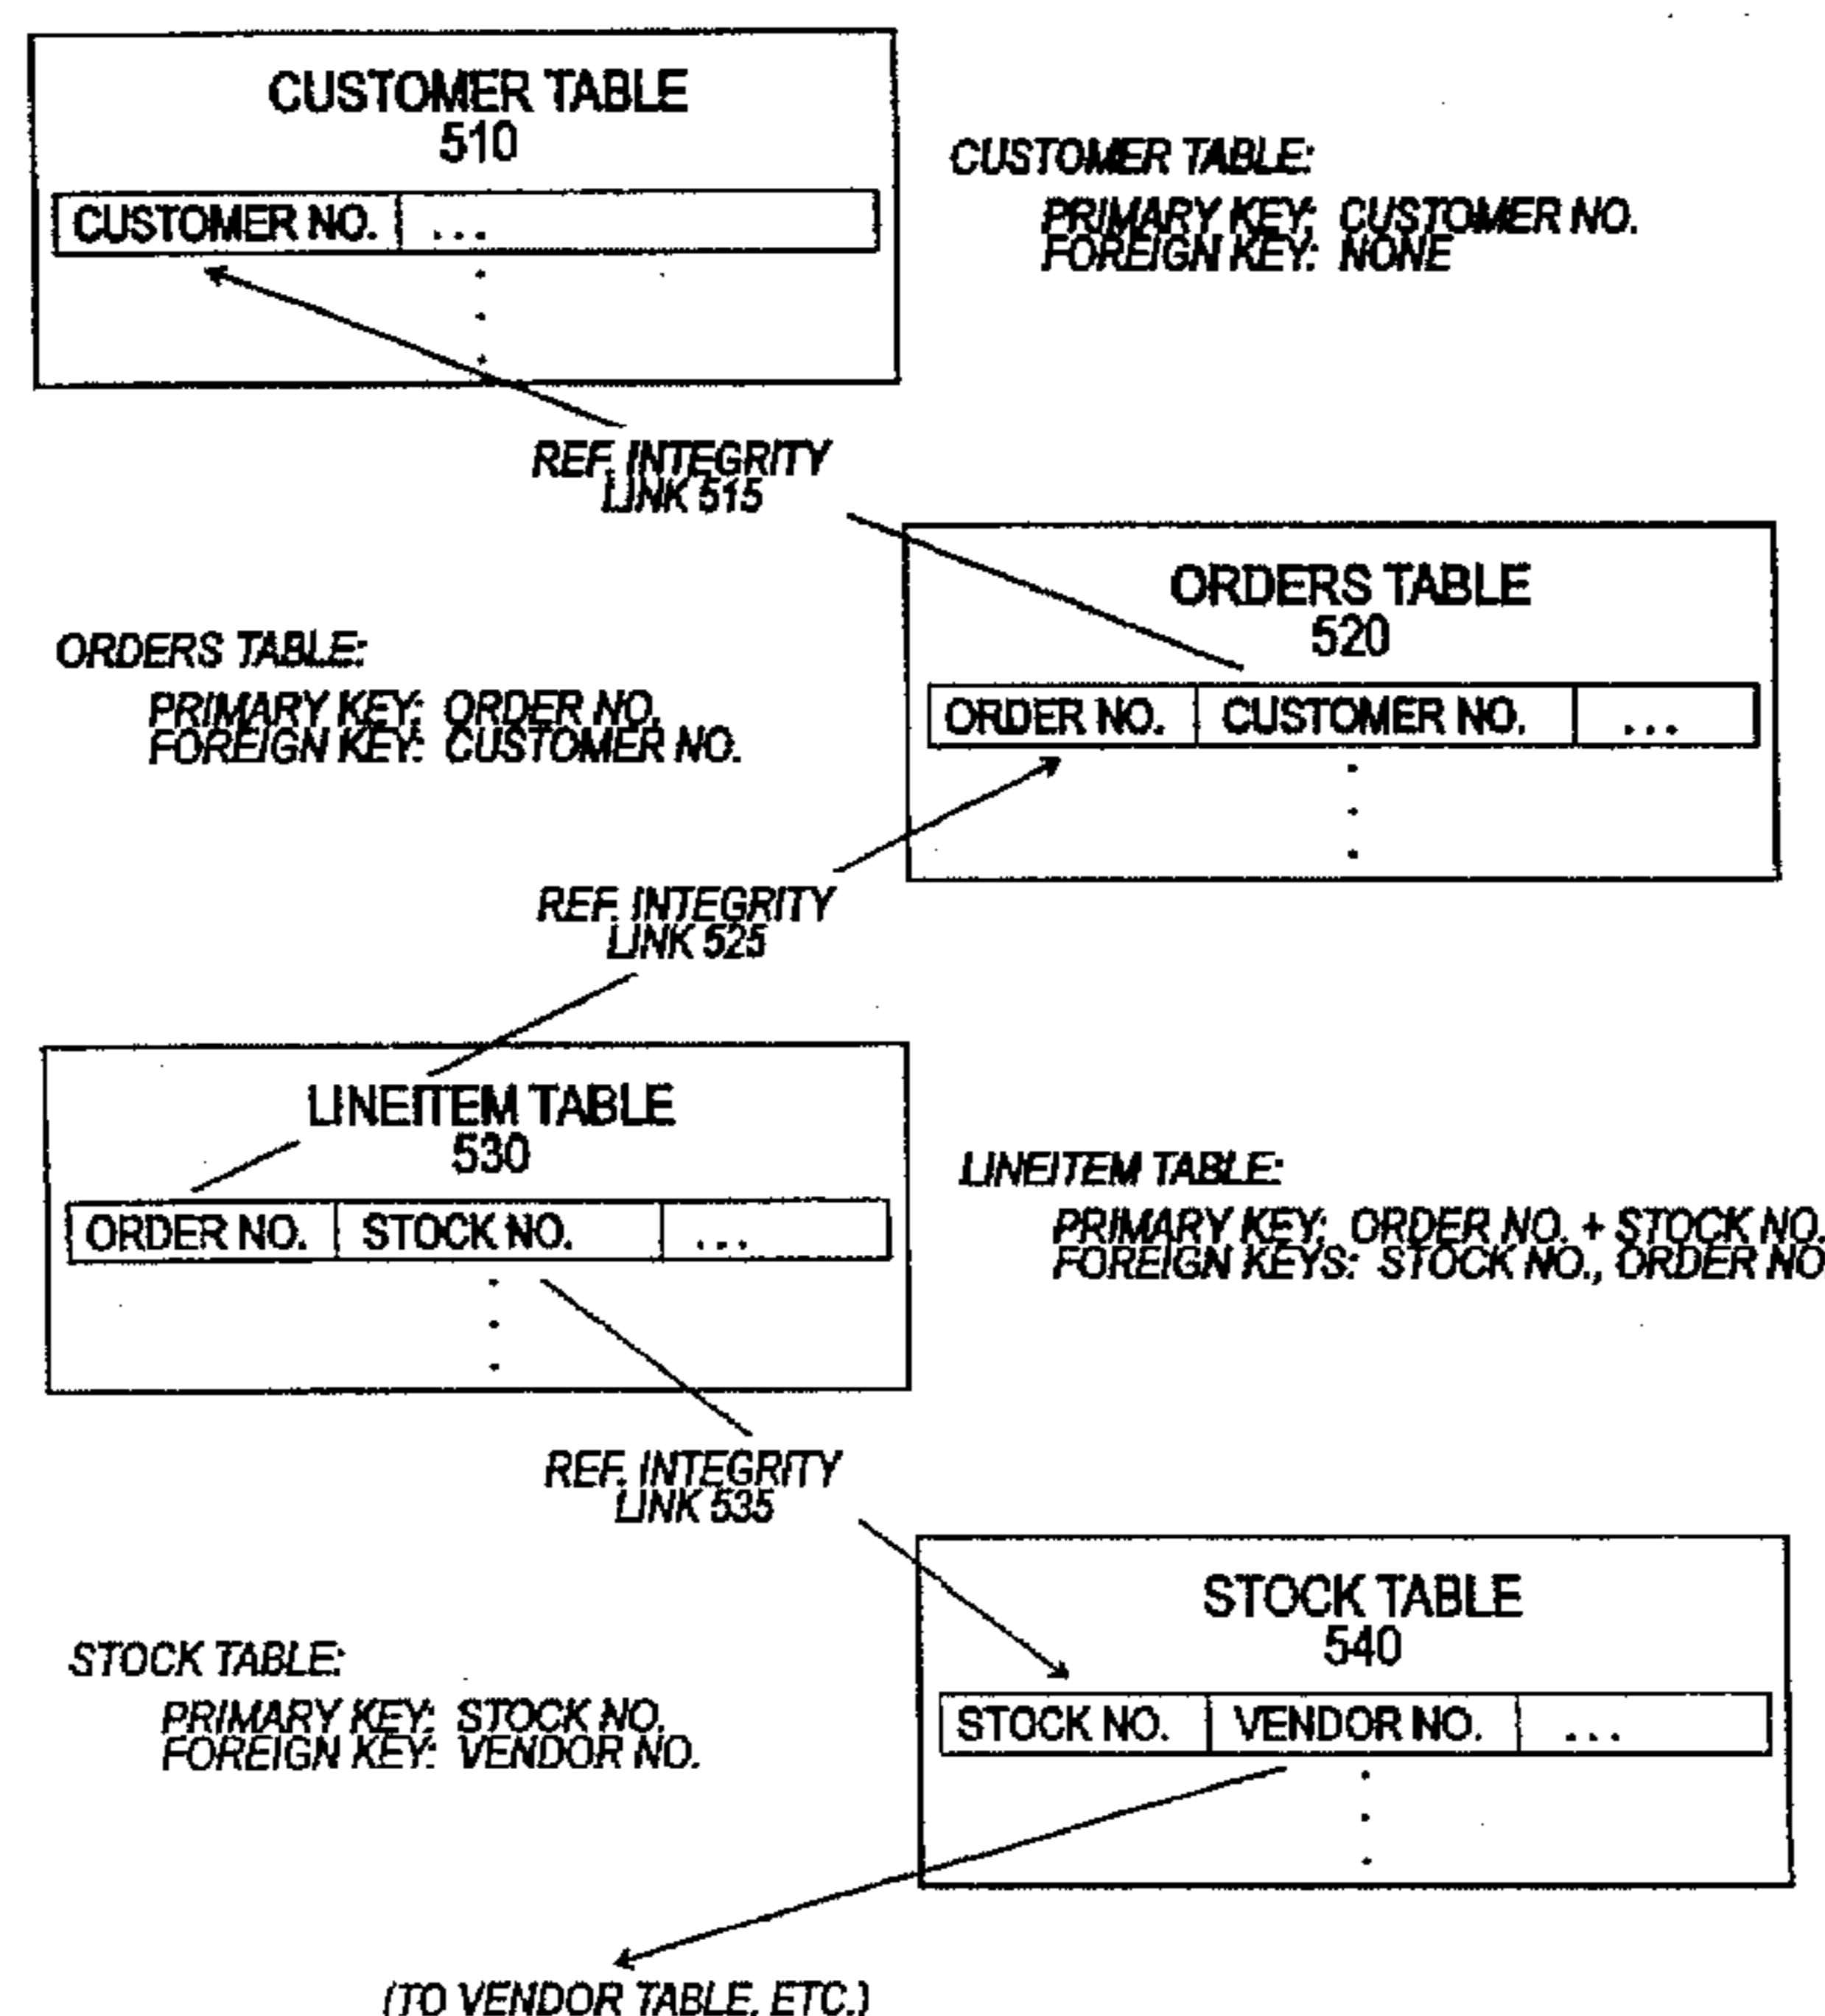 CUSTOMER TABLE
510
CUSTOMER NO. ...
CUSTOMER TABLE:
PRIMARY KEY: CUSTOMER NO.
FOREIGN KEY: NONE
REF. INTEGRITY
LINK 515
ORDERS TABLE
520
ORDER NO. CUSTOMER NO. ...
ORDERS TABLE:
PRIMARY KEY: ORDER NO.
FOREIGN KEY: CUSTOMER NO.
REF. INTEGRITY
LINK 525
LINEITEM TABLE
530
ORDER NO. STOCK NO. ...
LINEITEM TABLE:
PRIMARY KEY: ORDER NO. + STOCK NO.
FOREIGN KEYS: STOCK NO., ORDER NO
REF. INTEGRITY
LINK 535
STOCK TABLE
540
STOCK NO. VENDOR NO. ...
STOCK TABLE:
PRIMARY KEY: STOCK NO.
FOREIGN KEY: VENDOR NO.
(TO VENDOR TABLE, ETC.)